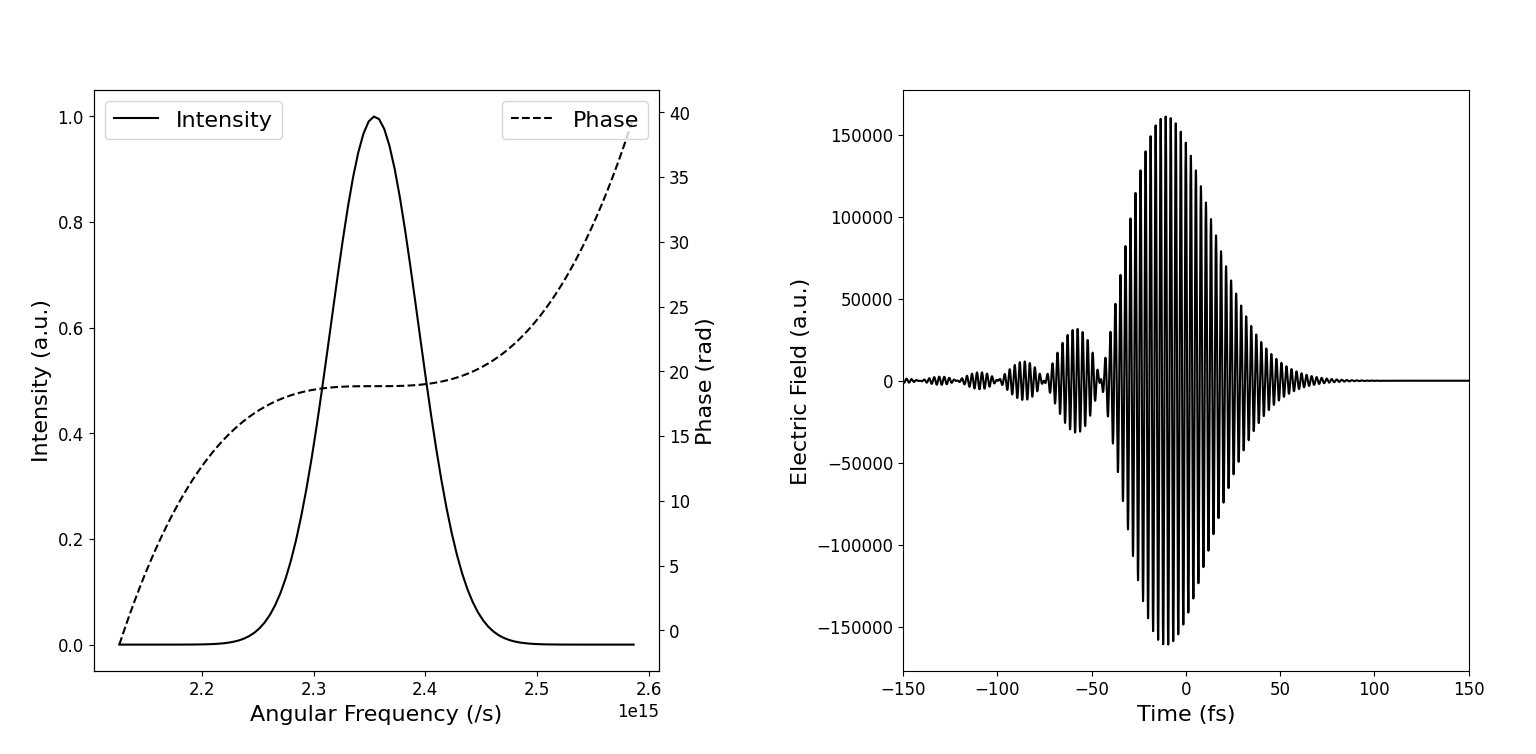 Intensity
Phase
1.0
0.8
0.6
0.4
0.2
0.0
Intensity (a.u.)
40
35
30
25
20
15
10
5
0
Phase (rad)
2.2 2.3 2.4 2.5 2.6
1e15
Angular Frequency (/s)
150000
100000
50000
0
−50000
−100000
−150000
Electric Field (a.u.)
−150 −100 −50 0 50 100 150
Time (fs)